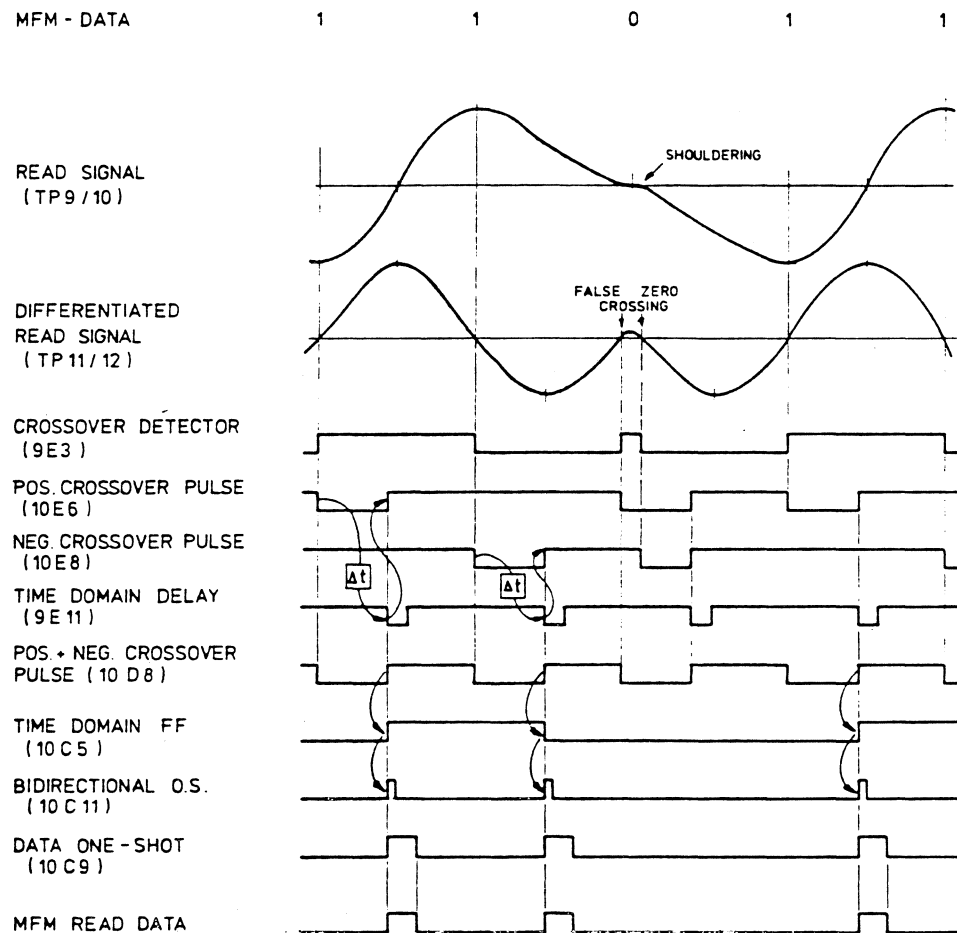 MFM - DATA 1 1 0 1 1
READ SIGNAL
(TP9/10)
SHOULDERING
DIFFERENTIATED
READ SIGNAL
(TP11/12)
FALSE ZERO
CROSSING
CROSSOVER DETECTOR
(9E3)
POS. CROSSOVER PULSE
(10E6)
NEG. CROSSOVER PULSE
(10E8)
Δt
Δt
TIME DOMAIN DELAY
(9E11)
POS. + NEG. CROSSOVER
PULSE (10D8)
TIME DOMAIN FF
(10C5)
BIDIRECTIONAL O.S.
(10C11)
DATA ONE-SHOT
(10C9)
MFM READ DATA